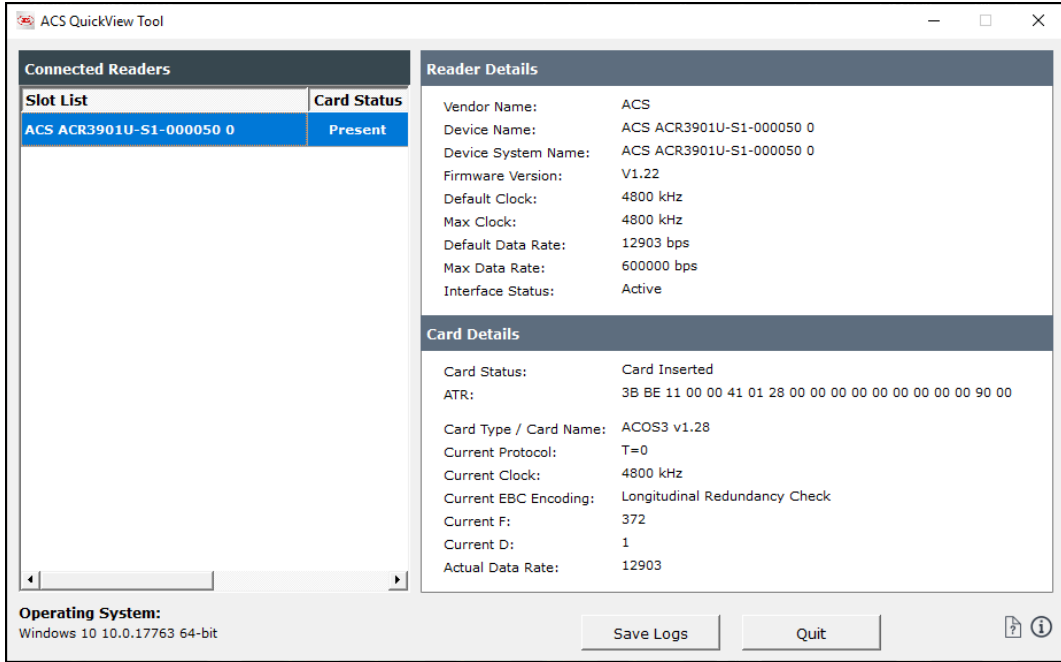 ACS QuickView Tool
Connected Readers
Slot List Card Status
ACS ACR3901U-S1-000050 0 Present
Reader Details
Vendor Name: ACS
Device Name: ACS ACR3901U-S1-000050 0
Device System Name: ACS ACR3901U-S1-000050 0
Firmware Version: V1.22
Default Clock: 4800 kHz
Max Clock: 4800 kHz
Default Data Rate: 12903 bps
Max Data Rate: 600000 bps
Interface Status: Active
Card Details
Card Status: Card Inserted
ATR: 3B BE 11 00 00 41 01 28 00 00 00 00 00 00 00 00 00 90 00
Card Type / Card Name: ACOS3 v1.28
Current Protocol: T=0
Current Clock: 4800 kHz
Current EBC Encoding: Longitudinal Redundancy Check
Current F: 372
Current D: 1
Actual Data Rate: 12903
Operating System:
Windows 10 10.0.17763 64-bit
Save Logs Quit